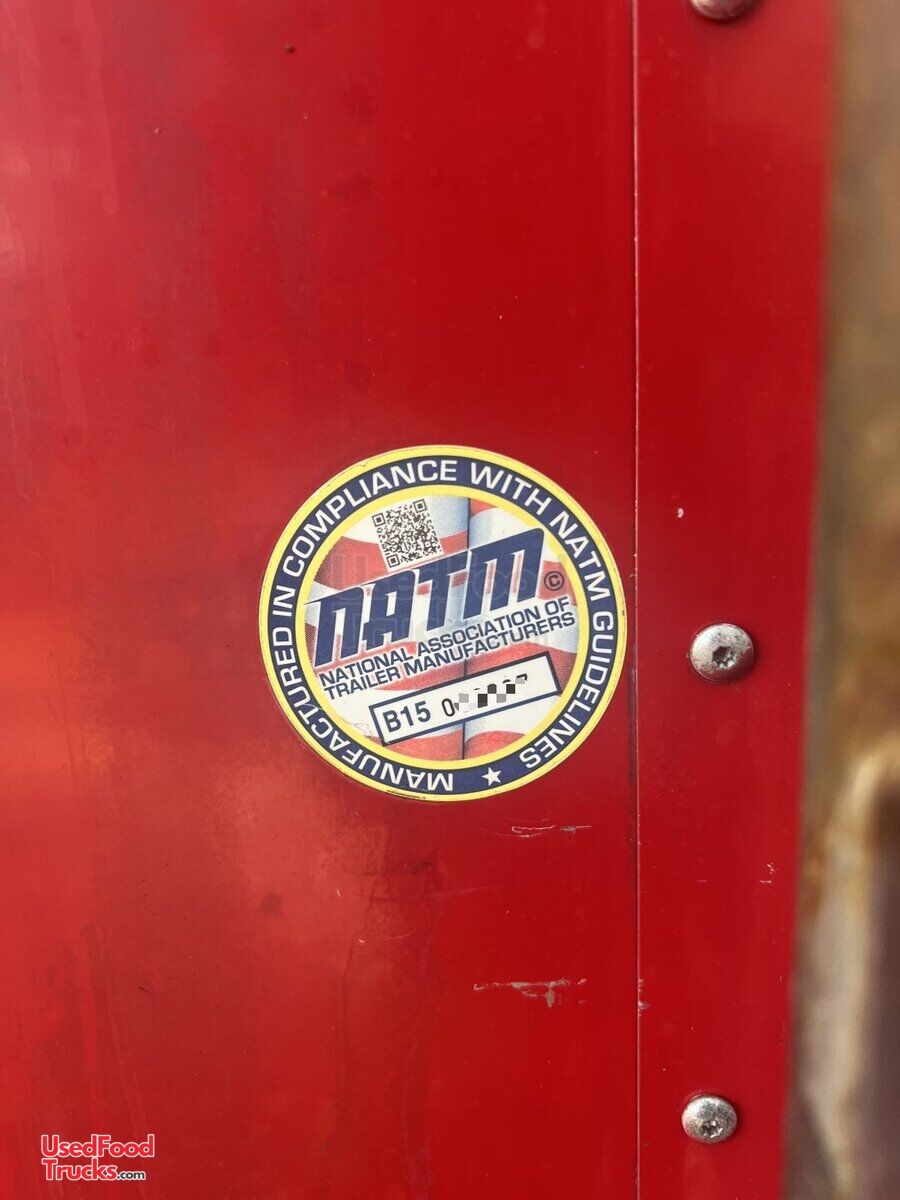 MANUFACTURED IN COMPLIANCE WITH NATM GUIDELINES
NATM ©
NATIONAL ASSOCIATION OF
TRAILER MANUFACTURERS
B15
UsedFood
Trucks.com